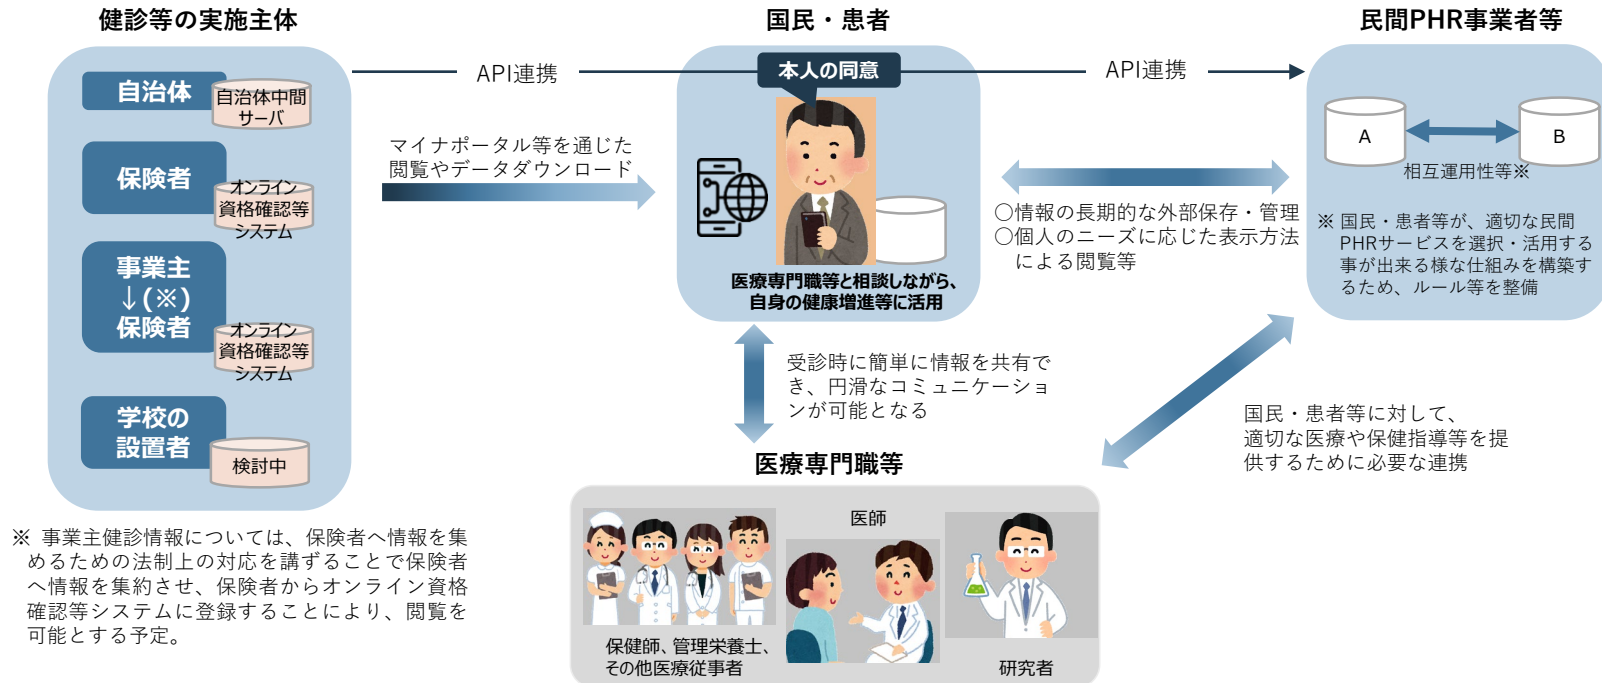 健診等の実施主体
自治体
自治体中間
サーバ
保険者
オンライン
資格確認等
システム
事業主
↓(※)
保険者
オンライン
資格確認等
システム
学校の
設置者
検討中
※ 事業主健診情報については、保険者へ情報を集
めるための法制上の対応を講ずることで保険者
へ情報を集約させ、保険者からオンライン資格
確認等システムに登録することにより、閲覧を
可能とする予定。
API連携
マイナポータル等を通じた
閲覧やデータダウンロード
国民・患者
本人の同意
医療専門職等と相談しながら、
自身の健康増進等に活用
API連携
○情報の長期的な外部保存・管理
○個人のニーズに応じた表示方法
による閲覧等
民間PHR事業者等
A
B
相互運用性等※
※ 国民・患者等が、適切な民間
PHRサービスを選択・活用する
事が出来る様な仕組みを構築す
るため、ルール等を整備
受診時に簡単に情報を共有で
き、円滑なコミュニケーショ
ンが可能となる
国民・患者等に対して、
適切な医療や保健指導等を提
供するために必要な連携
医療専門職等
保健師、管理栄養士、
その他医療従事者
医師
研究者